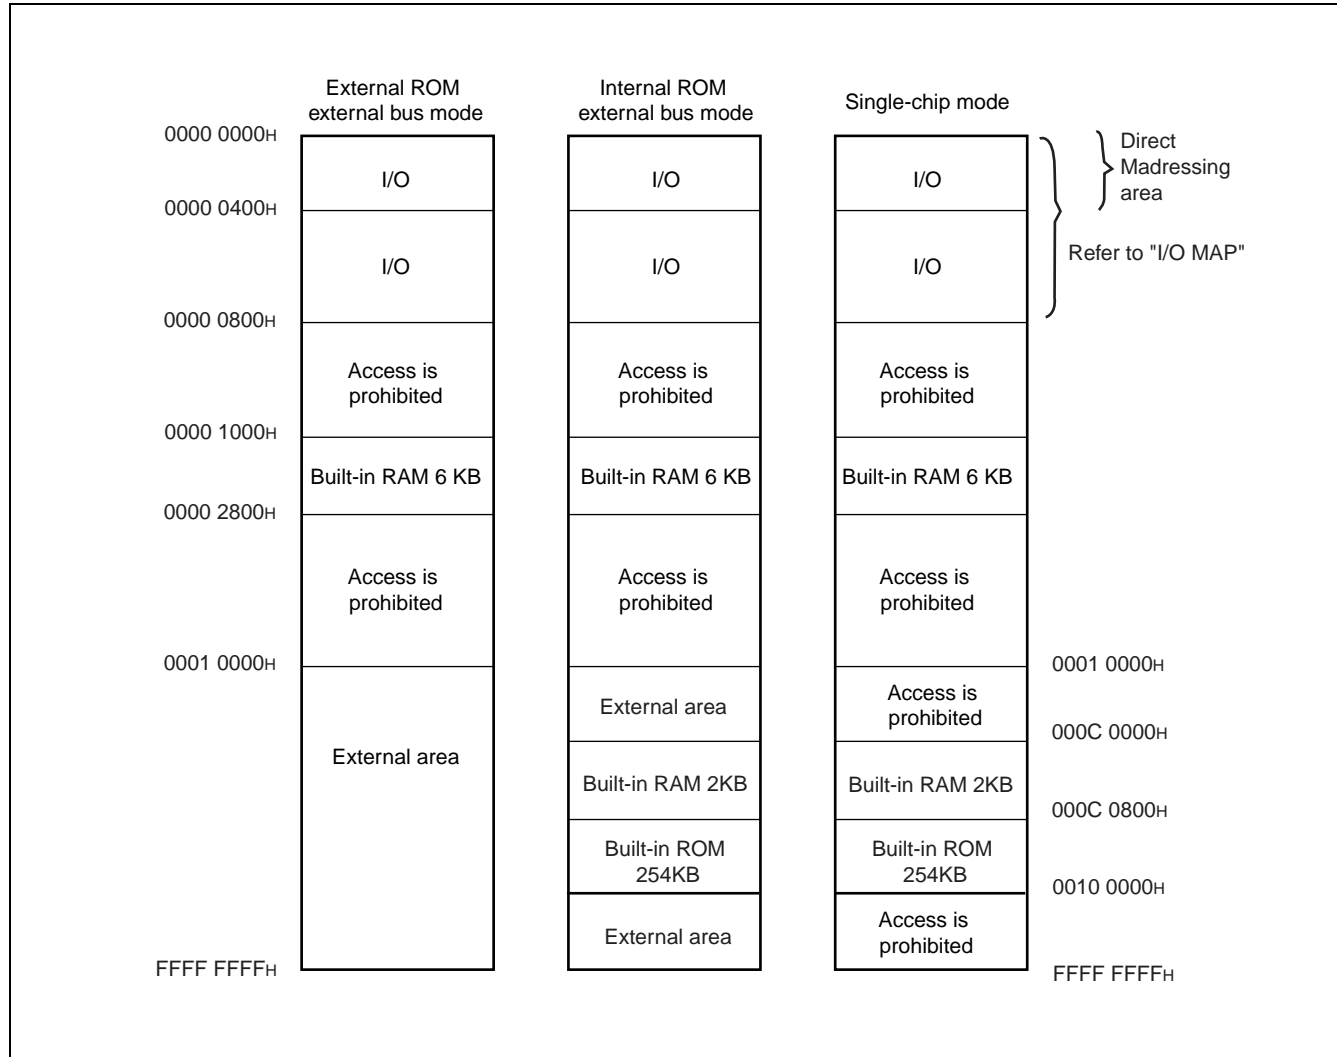 External ROM
external bus mode
Internal ROM
external bus mode
Single-chip mode
0000 0000H
I/O
I/O
I/O
Direct
Madressing
area
0000 0400H
I/O
I/O
I/O
Refer to "I/O MAP"
0000 0800H
Access is
prohibited
Access is
prohibited
Access is
prohibited
0000 1000H
Built-in RAM 6 KB
Built-in RAM 6 KB
Built-in RAM 6 KB
0000 2800H
Access is
prohibited
Access is
prohibited
Access is
prohibited
0001 0000H
0001 0000H
External area
External area
Access is
prohibited
000C 0000H
Built-in RAM 2KB
Built-in RAM 2KB
000C 0800H
Built-in ROM
254KB
Built-in ROM
254KB
0010 0000H
External area
Access is
prohibited
FFFF FFFFH
FFFF FFFFH